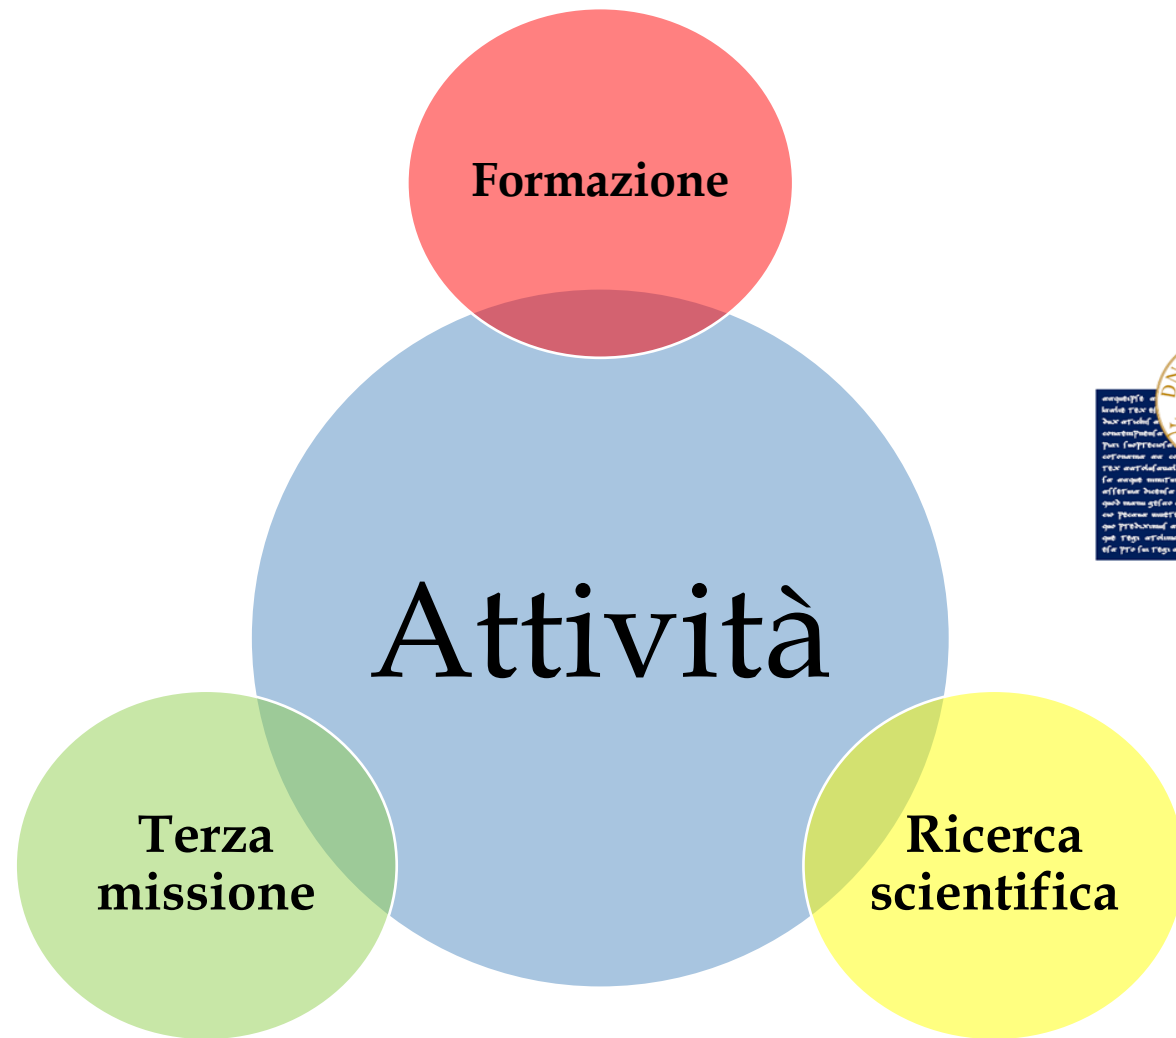 Formazione
Attività
Terza
missione
Ricerca
scientifica